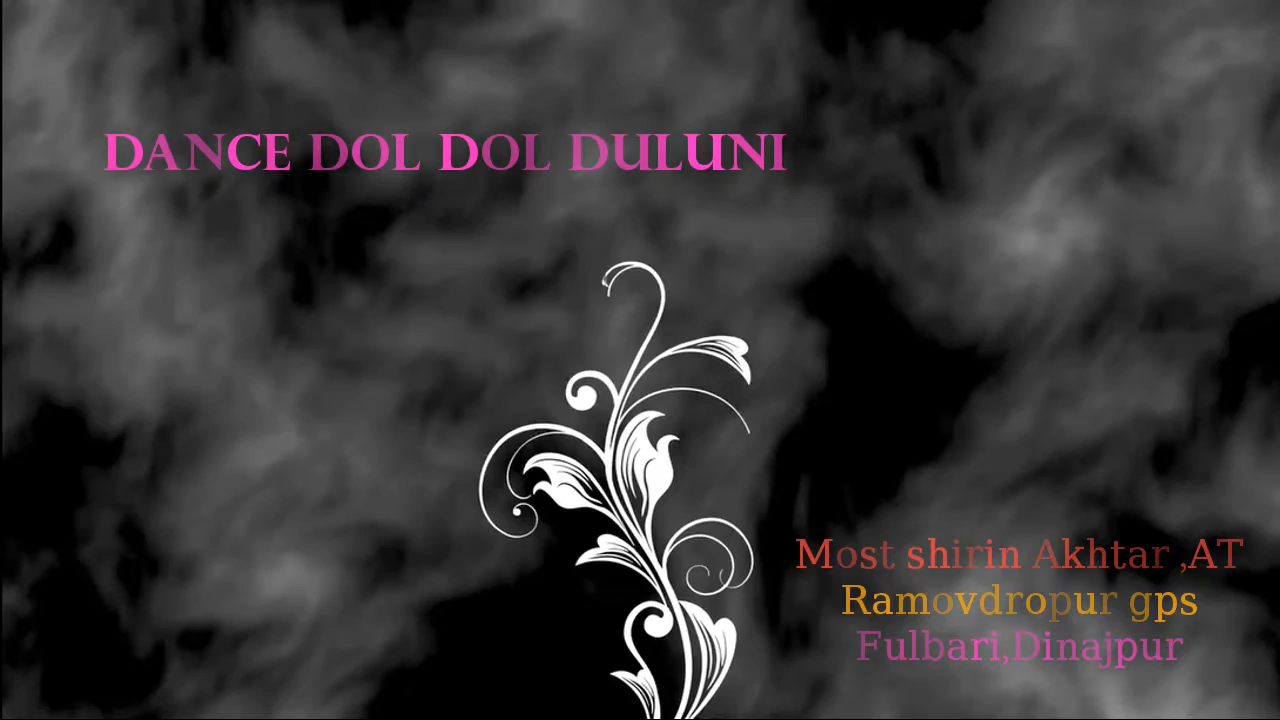 DANCE DOL DOL DULUNI
Most shirin Akhtar ,AT
Ramovdropur gps
Fulbari,Dinajpur